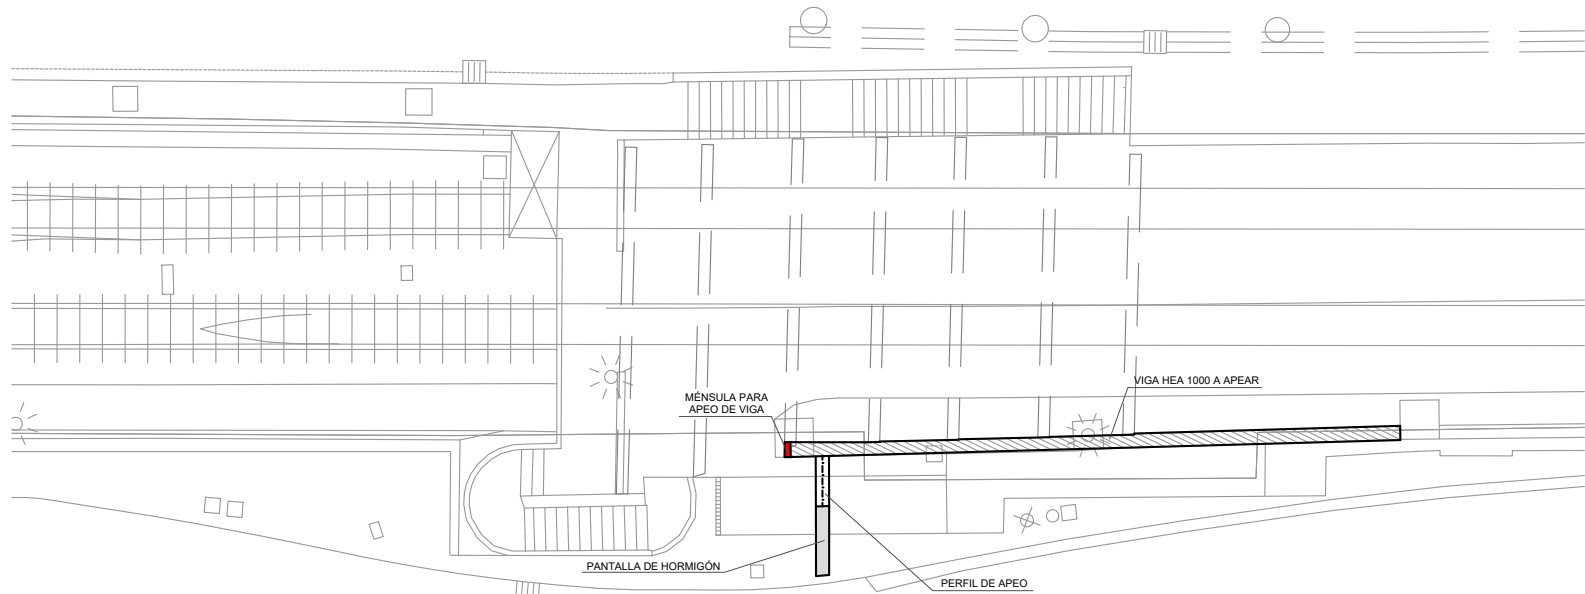 VIGA HEA 1000 A APEAR
MÉNSULA PARA
APEO DE VIGA
PANTALLA DE HORMIGÓN
PERFIL DE APEO